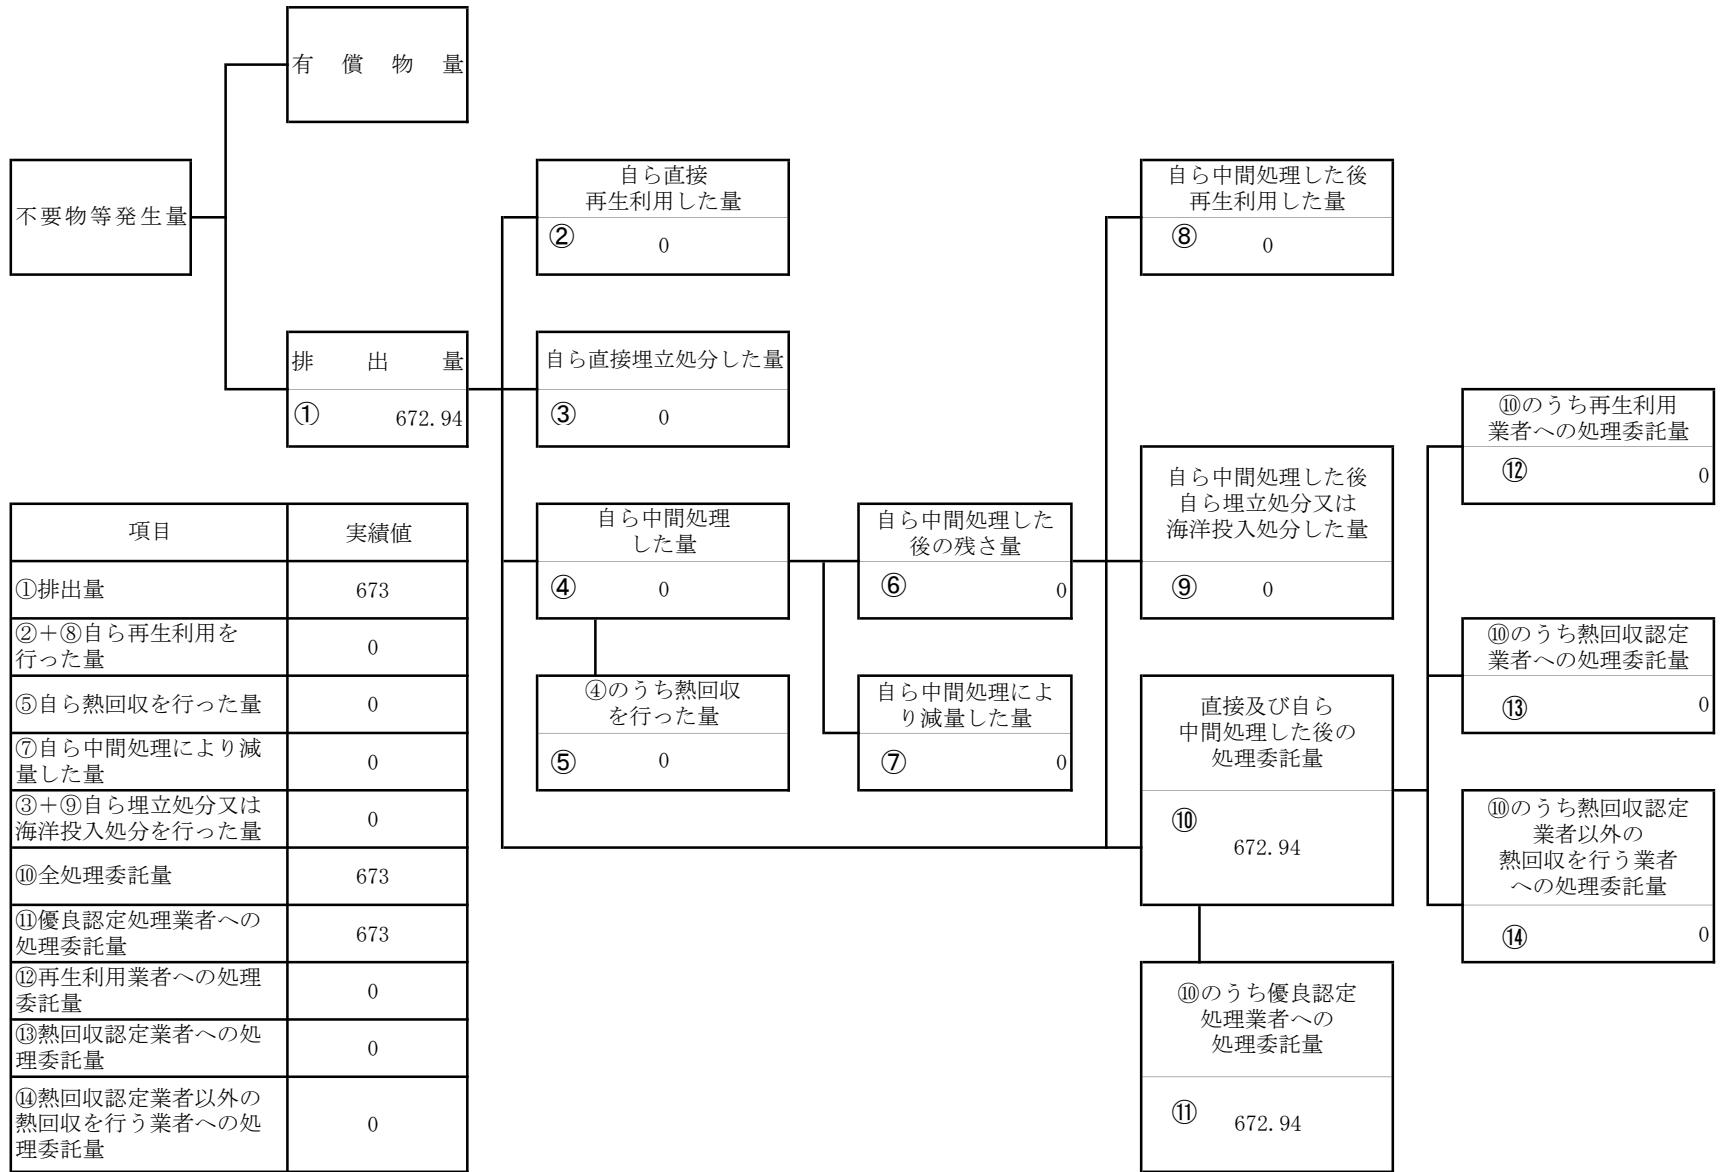 有償物量
不要物等発生量
自ら直接
再生利用した量
② 0
自ら中間処理した後
再生利用した量
⑧ 0
排出量
① 672.94
自ら直接埋立処分した量
③ 0
⑩のうち再生利用
業者への処理委託量
⑫ 0
自ら中間処理
した量
④ 0
自ら中間処理した
後の残さ量
⑥ 0
自ら中間処理した後
自ら埋立処分又は
海洋投入処分した量
⑨ 0
⑩のうち熱回収認定
業者への処理委託量
⑬ 0
④のうち熱回収
を行った量
⑤ 0
自ら中間処理によ
り減量した量
⑦ 0
直接及び自ら
中間処理した後の
処理委託量
⑩
672.94
⑩のうち熱回収認定
業者以外の
熱回収を行う業者
への処理委託量
⑭ 0
⑩のうち優良認定
処理業者への
処理委託量
⑪ 672.94
項目 実績値
①排出量 673
②＋⑧自ら再生利用を
行った量 0
⑤自ら熱回収を行った量 0
⑦自ら中間処理により減
量した量 0
③＋⑨自ら埋立処分又は
海洋投入処分を行った量 0
⑩全処理委託量 673
⑪優良認定処理業者への
処理委託量 673
⑫再生利用業者への処理
委託量 0
⑬熱回収認定業者への処
理委託量 0
⑭熱回収認定業者以外の
熱回収を行う業者への処
理委託量 0